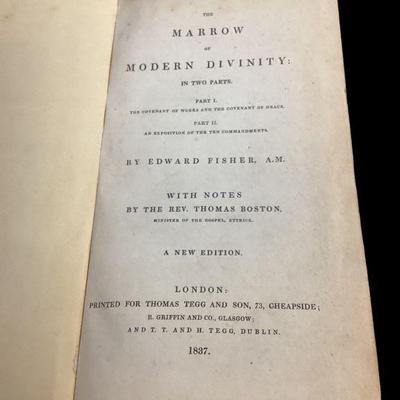 THE
MARROW
OF
MODERN DIVINITY:
IN TWO PARTS.
PART I.
THE COVENANT OF WORKS AND THE COVENANT OF GRACE.
PART II.
AN EXPOSITION OF THE TEN COMMANDMENTS.
BY EDWARD FISHER, A.M.
WITH NOTES
BY THE REV. THOMAS BOSTON,
MINISTER OF THE GOSPEL, ETTRICK.
A NEW EDITION.
LONDON:
PRINTED FOR THOMAS TEGG AND SON, 73, CHEAPSIDE;
R. GRIFFIN AND CO., GLASGOW;
AND T. T. AND H. TEGG, DUBLIN.
1837.